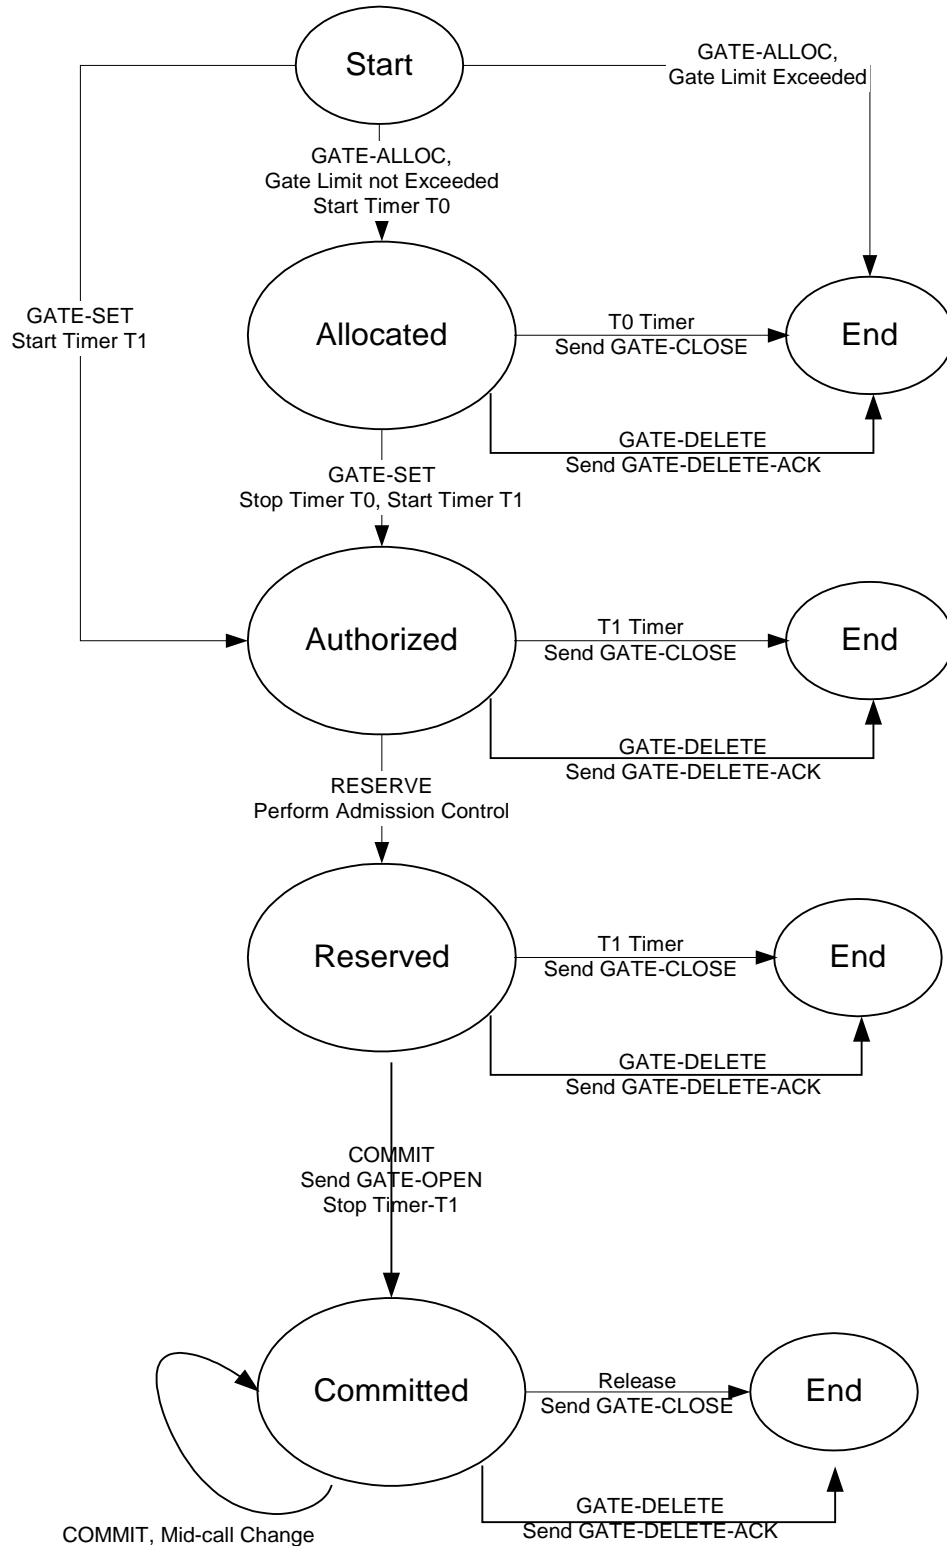 Start
GATE-ALLOC,
Gate Limit Exceeded
GATE-ALLOC,
Gate Limit not Exceeded
Start Timer T0
GATE-SET
Start Timer T1
Allocated
T0 Timer
Send GATE-CLOSE
End
GATE-DELETE
Send GATE-DELETE-ACK
GATE-SET
Stop Timer T0, Start Timer T1
Authorized
T1 Timer
Send GATE-CLOSE
End
GATE-DELETE
Send GATE-DELETE-ACK
RESERVE
Perform Admission Control
Reserved
T1 Timer
Send GATE-CLOSE
End
GATE-DELETE
Send GATE-DELETE-ACK
COMMIT
Send GATE-OPEN
Stop Timer-T1
Committed
Release
Send GATE-CLOSE
End
GATE-DELETE
Send GATE-DELETE-ACK
COMMIT, Mid-call Change